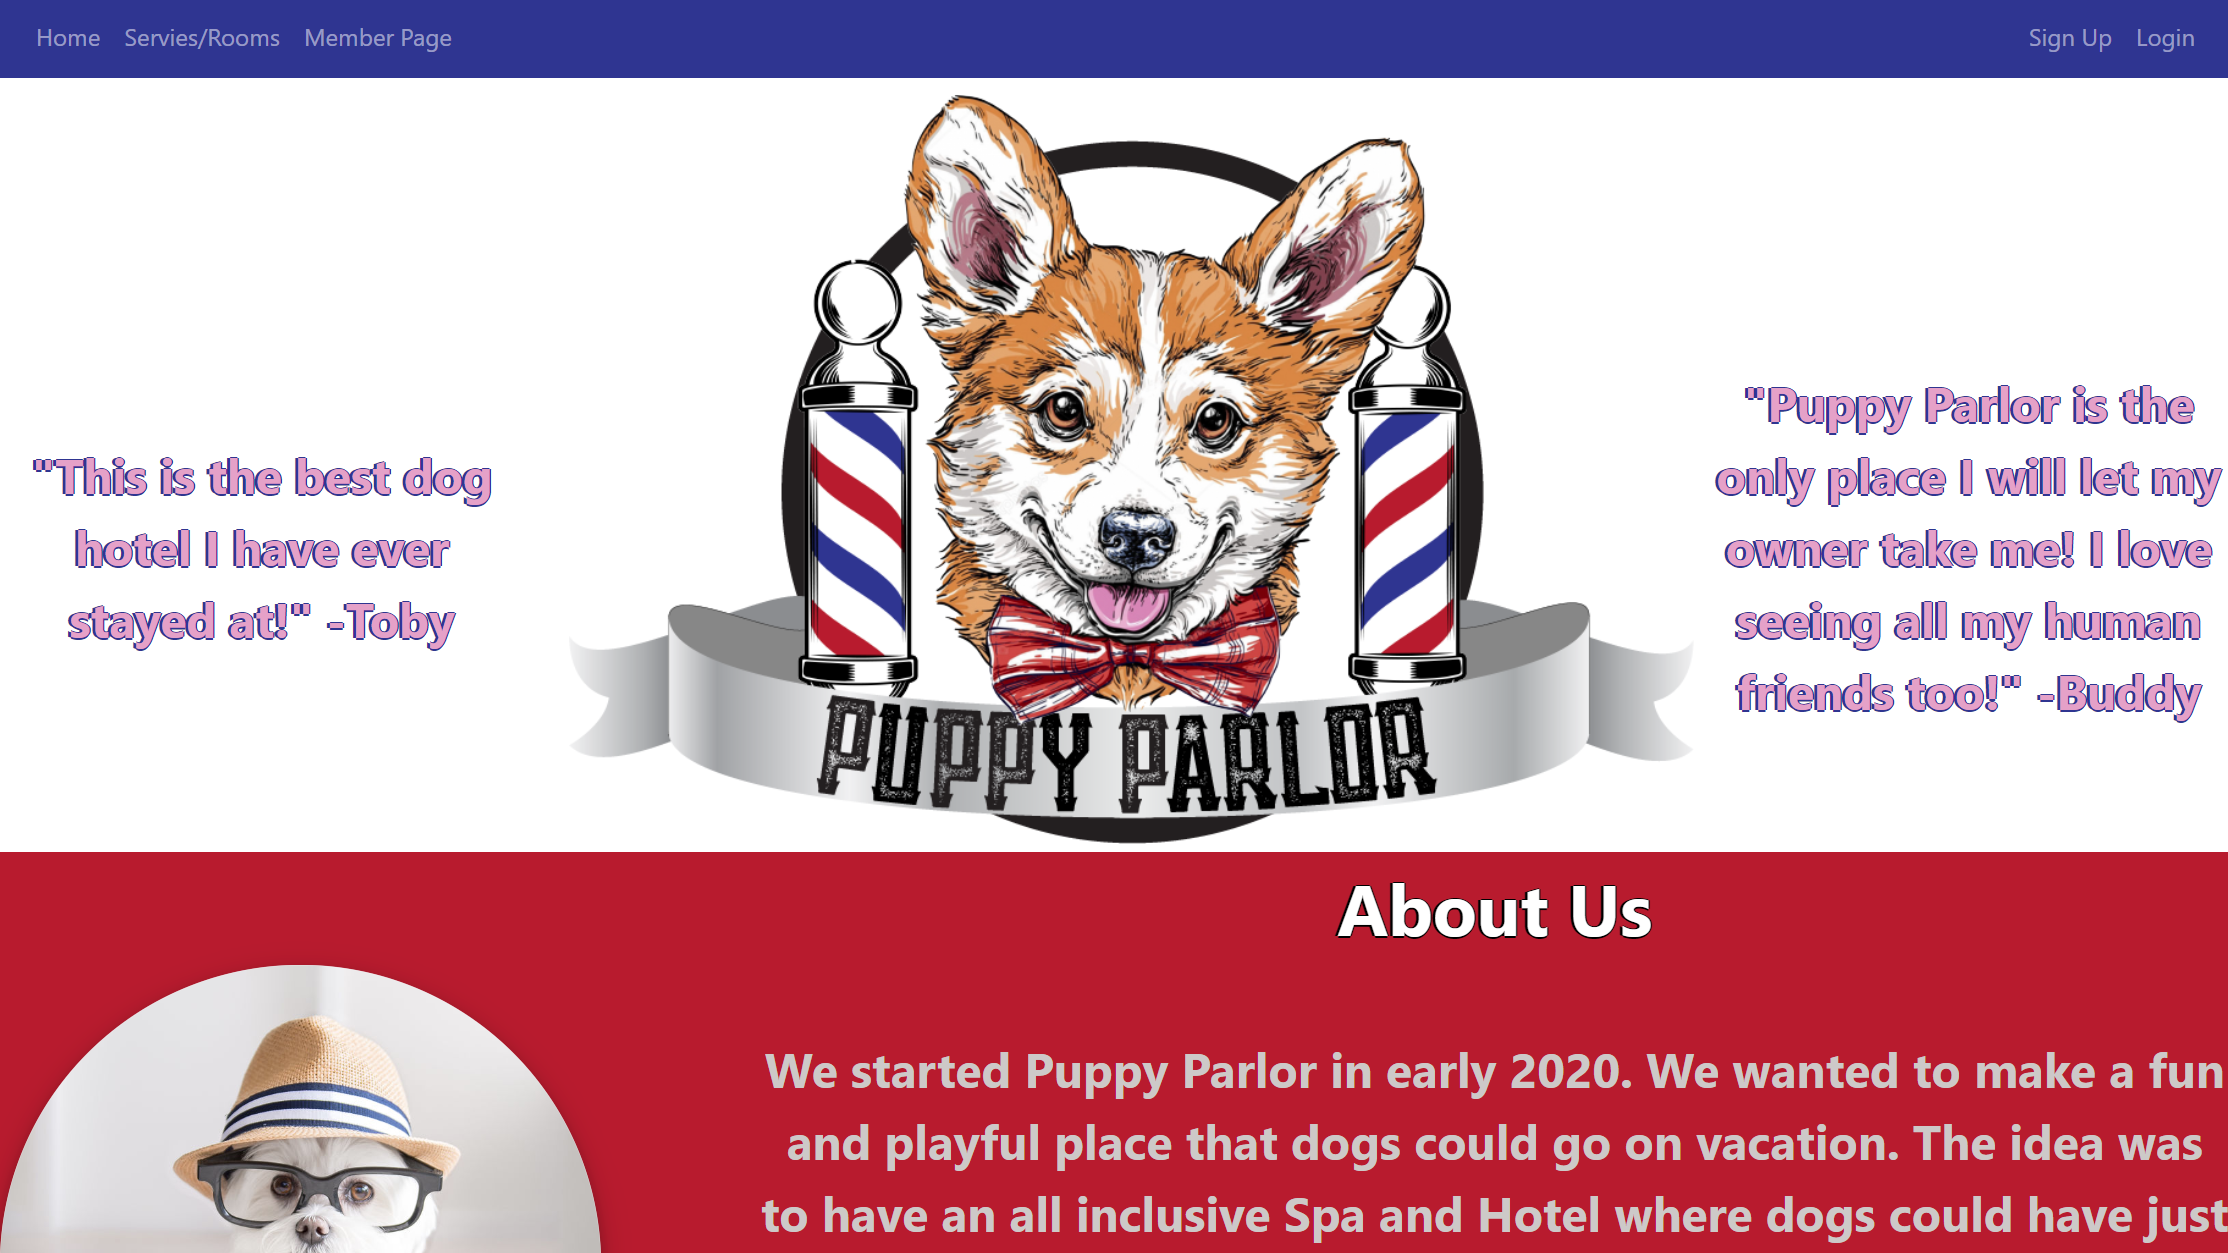 Home Servies/Rooms Member Page Sign Up Login
"This is the best dog
hotel I have ever
stayed at!" -Toby
PUPPY PARLOR
"Puppy Parlor is the
only place I will let my
owner take me! I love
seeing all my human
friends too!" -Buddy
About Us
We started Puppy Parlor in early 2020. We wanted to make a fun
and playful place that dogs could go on vacation. The idea was
to have an all inclusive Spa and Hotel where dogs could have just